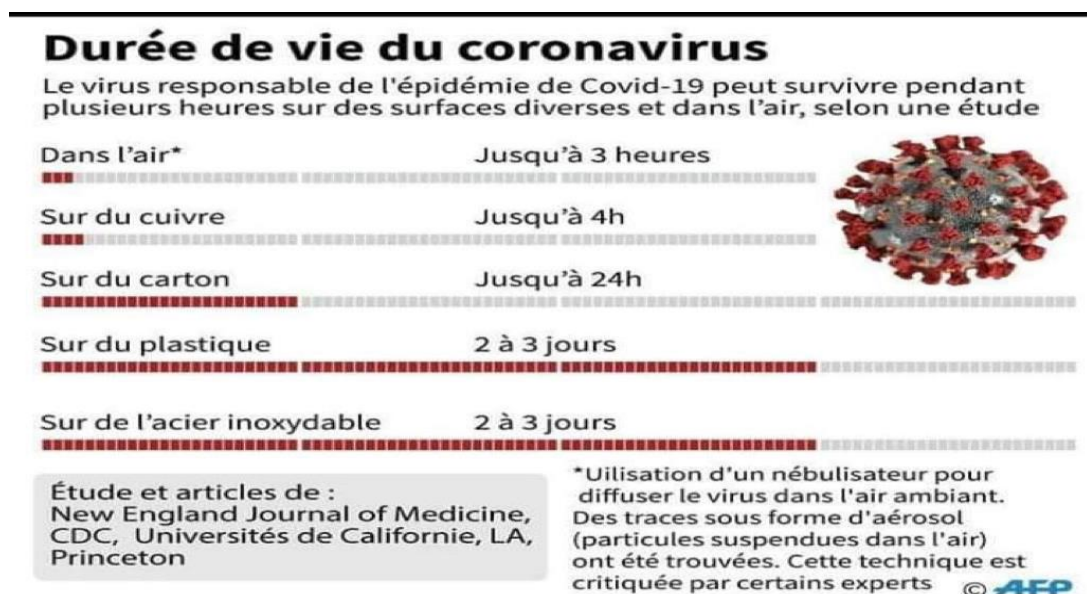 Durée de vie du coronavirus
Le virus responsable de l'épidémie de Covid-19 peut survivre pendant
plusieurs heures sur des surfaces diverses et dans l'air, selon une étude
Dans l'air* Jusqu'à 3 heures
Sur du cuivre Jusqu'à 4h
Sur du carton Jusqu'à 24h
Sur du plastique 2 à 3 jours
Sur de l'acier inoxydable 2 à 3 jours
Étude et articles de :
New England Journal of Medicine,
CDC, Universités de Californie, LA,
Princeton
*Uilisation d'un nébulisateur pour
diffuser le virus dans l'air ambiant.
Des traces sous forme d'aérosol
(particules suspendues dans l'air)
ont été trouvées. Cette technique est
critiquée par certains experts
© AFP